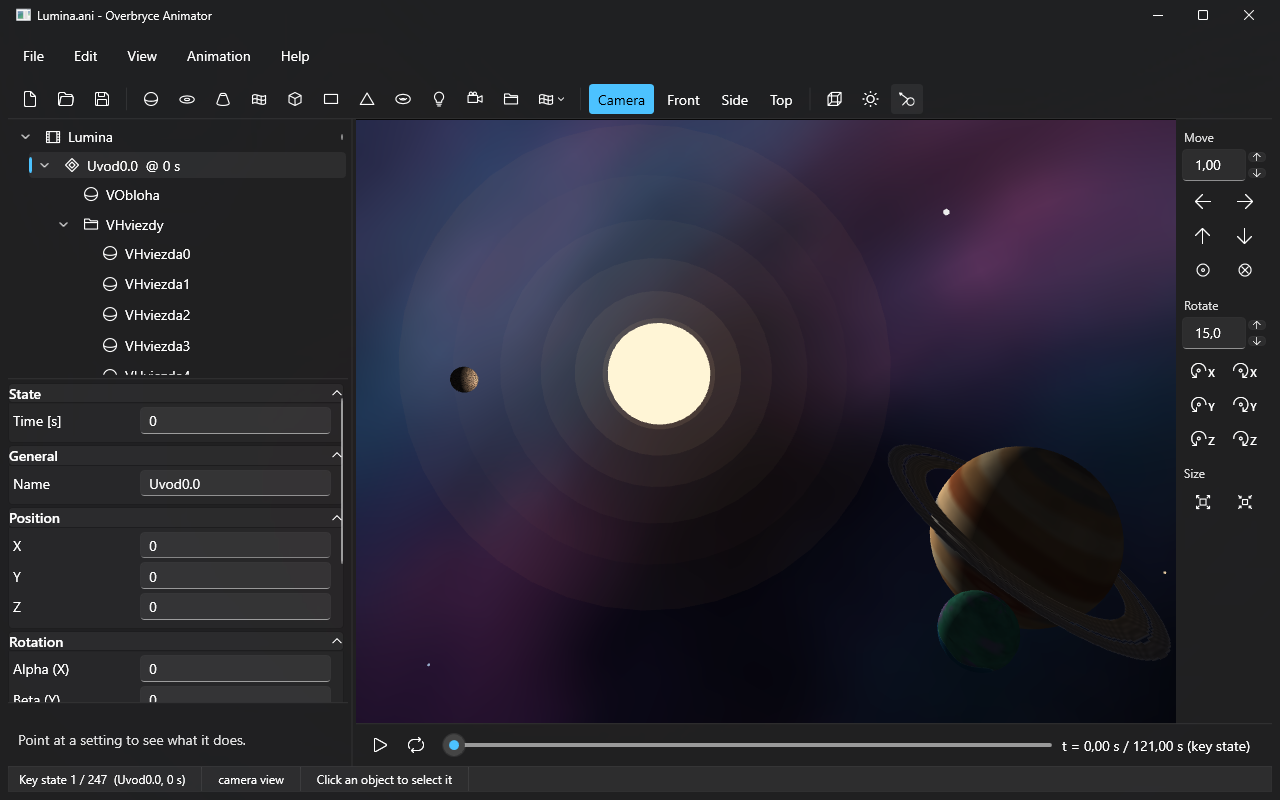 Lumina.ani - Overbryce Animator
File Edit View Animation Help
Camera Front Side Top
Lumina
Uvod0.0 @ 0 s
VObloha
VHviezdy
VHviezda0
VHviezda1
VHviezda2
VHviezda3
State
Time [s] 0
General
Name Uvod0.0
Position
X 0
Y 0
Z 0
Rotation
Alpha (X) 0
Beta (Y) 0
Point at a setting to see what it does.
Move
1,00
Rotate
15,0
X X
Y Y
Z Z
Size
t = 0,00 s / 121,00 s (key state)
Key state 1 / 247 (Uvod0.0, 0 s) camera view Click an object to select it